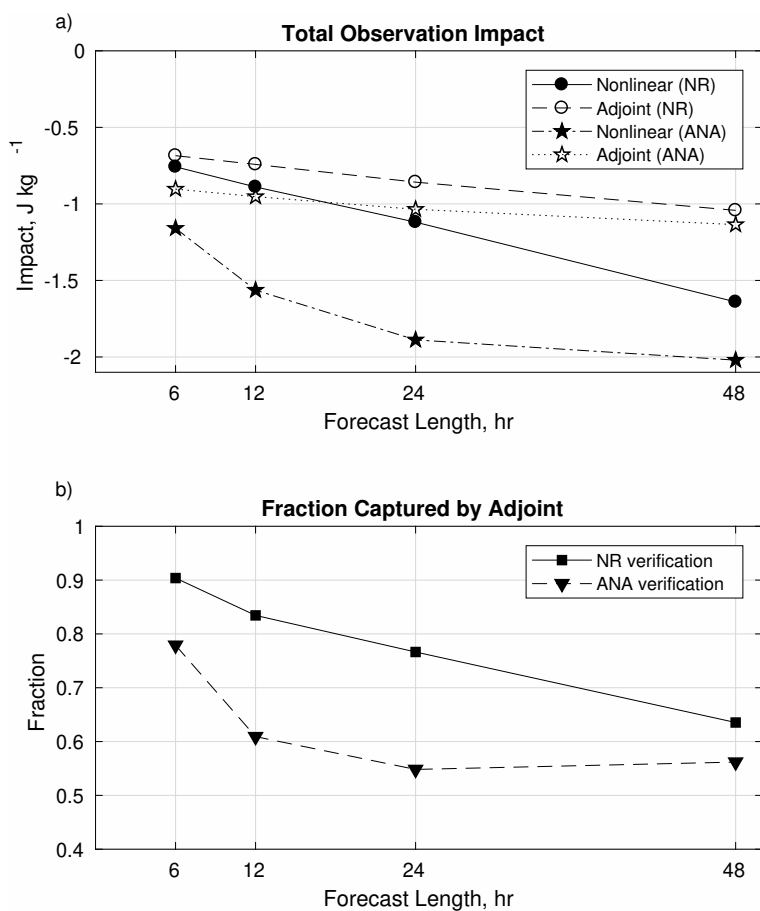 a)
Total Observation Impact
0
-0.5
-1
-1.5
-2
Impact, J kg -1
Nonlinear (NR)
Adjoint (NR)
Nonlinear (ANA)
Adjoint (ANA)
6 12 24 48
Forecast Length, hr
b)
Fraction Captured by Adjoint
1
0.9
0.8
0.7
0.6
0.5
0.4
Fraction
NR verification
ANA verification
6 12 24 48
Forecast Length, hr